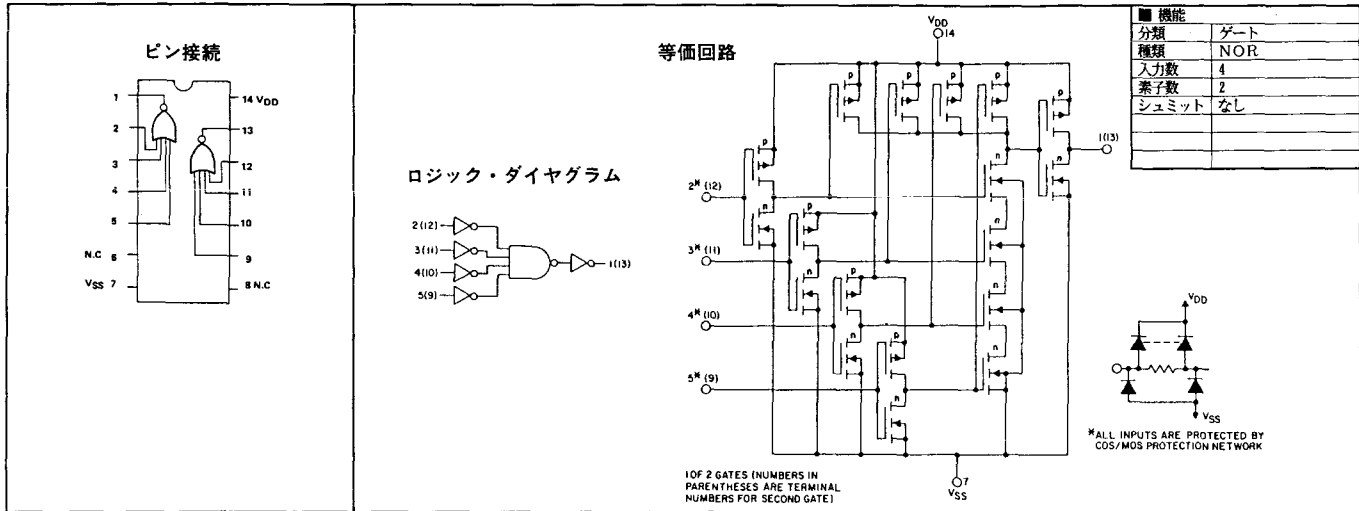 ピン接続
1
2
3
4
5
N.C 6
VSS 7
14 VDD
13
12
11
10
9
8 N.C
ロジック・ダイヤグラム
2(12)
3(11)
4(10)
5(9)
1(13)
等価回路
VDD
14
p
p
p
p
p
1(13)
p
n
n
2* (12)
n
p
n
3* (11)
n
p
n
4* (10)
n
p
n
5* (9)
n
7
VSS
1 OF 2 GATES (NUMBERS IN
PARENTHESES ARE TERMINAL
NUMBERS FOR SECOND GATE)
VDD
VSS
*ALL INPUTS ARE PROTECTED BY
COS/MOS PROTECTION NETWORK
■ 機能
分類 ゲート
種類 NOR
入力数 4
素子数 2
シュミット なし